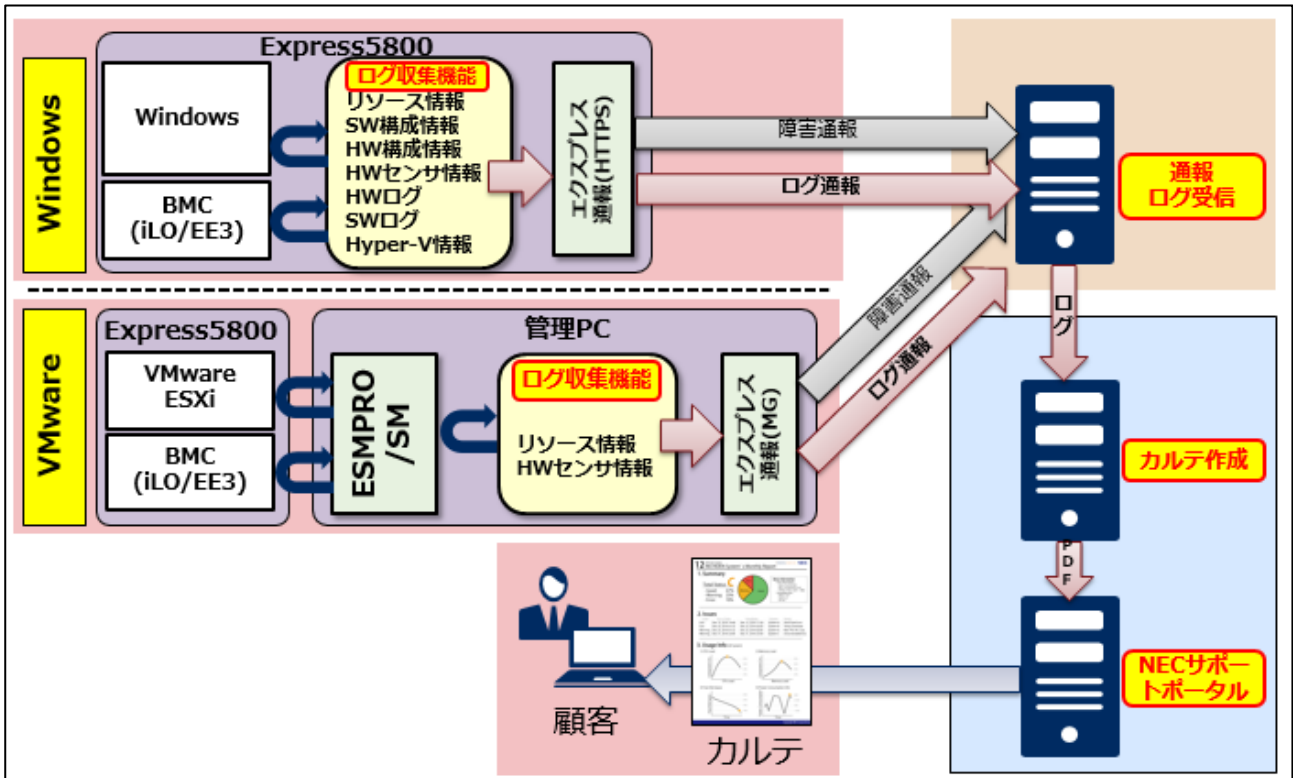 Windows
Express5800
Windows
BMC
(iLO/EE3)
ログ収集機能
リソース情報
SW構成情報
HW構成情報
HWセンサ情報
HWログ
SWログ
Hyper-V情報
エクスプレス
通報(HTTPS)
障害通報
ログ通報
通報
ログ受信
VMware
Express5800
VMware
ESXi
BMC
(iLO/EE3)
管理PC
ESMPRO
/SM
ログ収集機能
リソース情報
HWセンサ情報
エクスプレス
通報(MG)
障害通報
ログ通報
ログ
カルテ作成
PDF
NECサポー
トポータル
顧客
カルテ
12
1. Summary
2. Issues